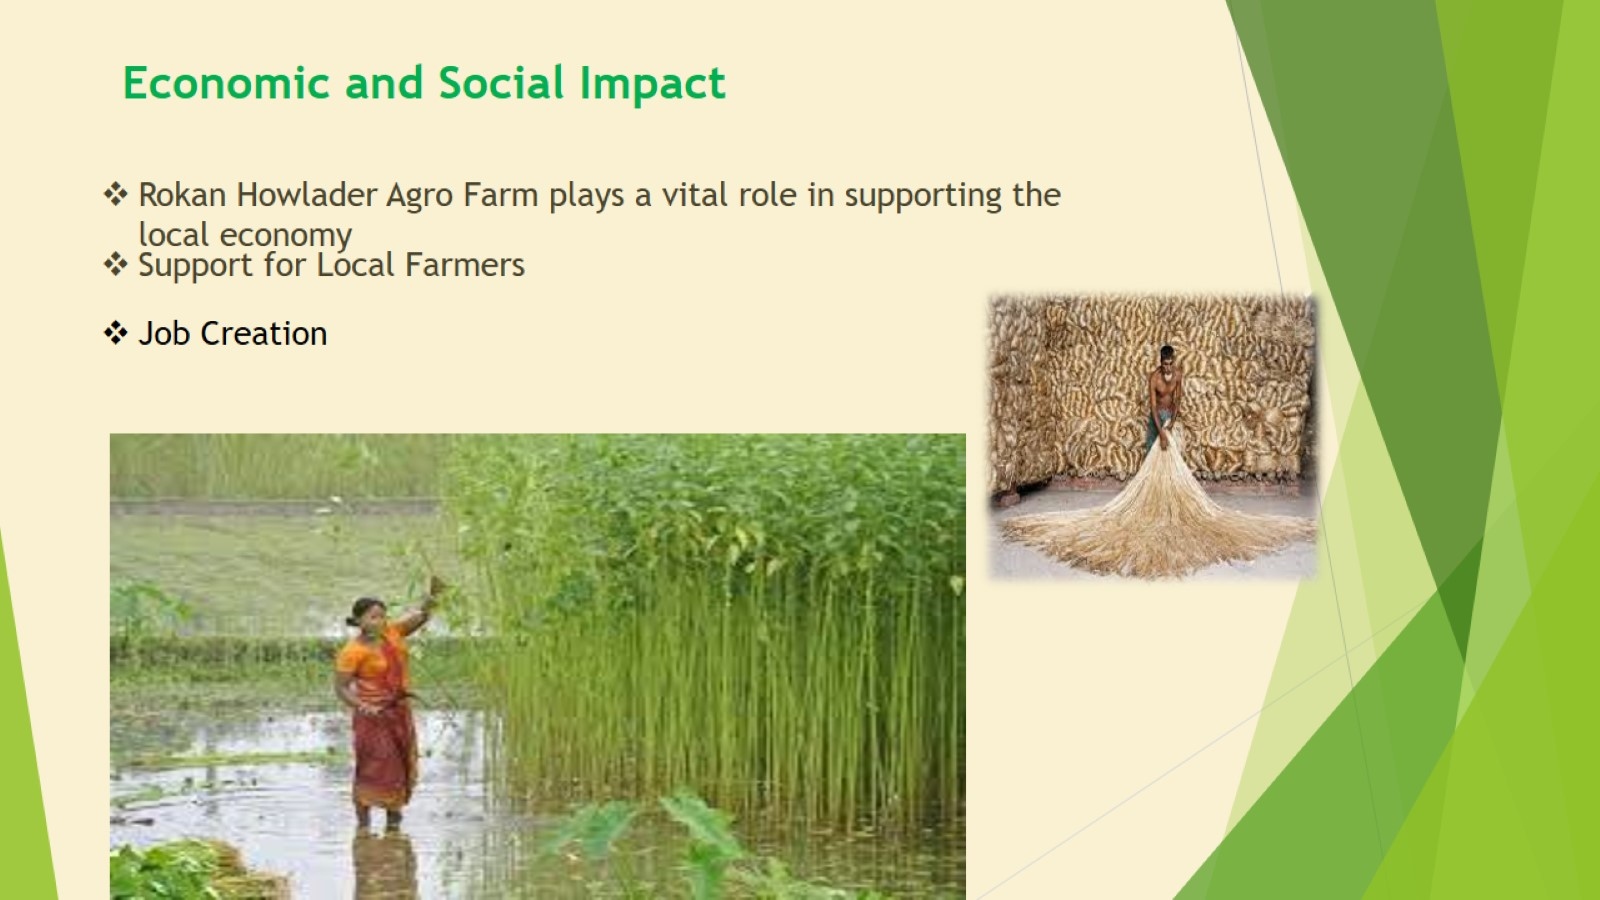 Economic and Social Impact
❖ Rokan Howlader Agro Farm plays a vital role in supporting the
local economy
❖ Support for Local Farmers
❖ Job Creation